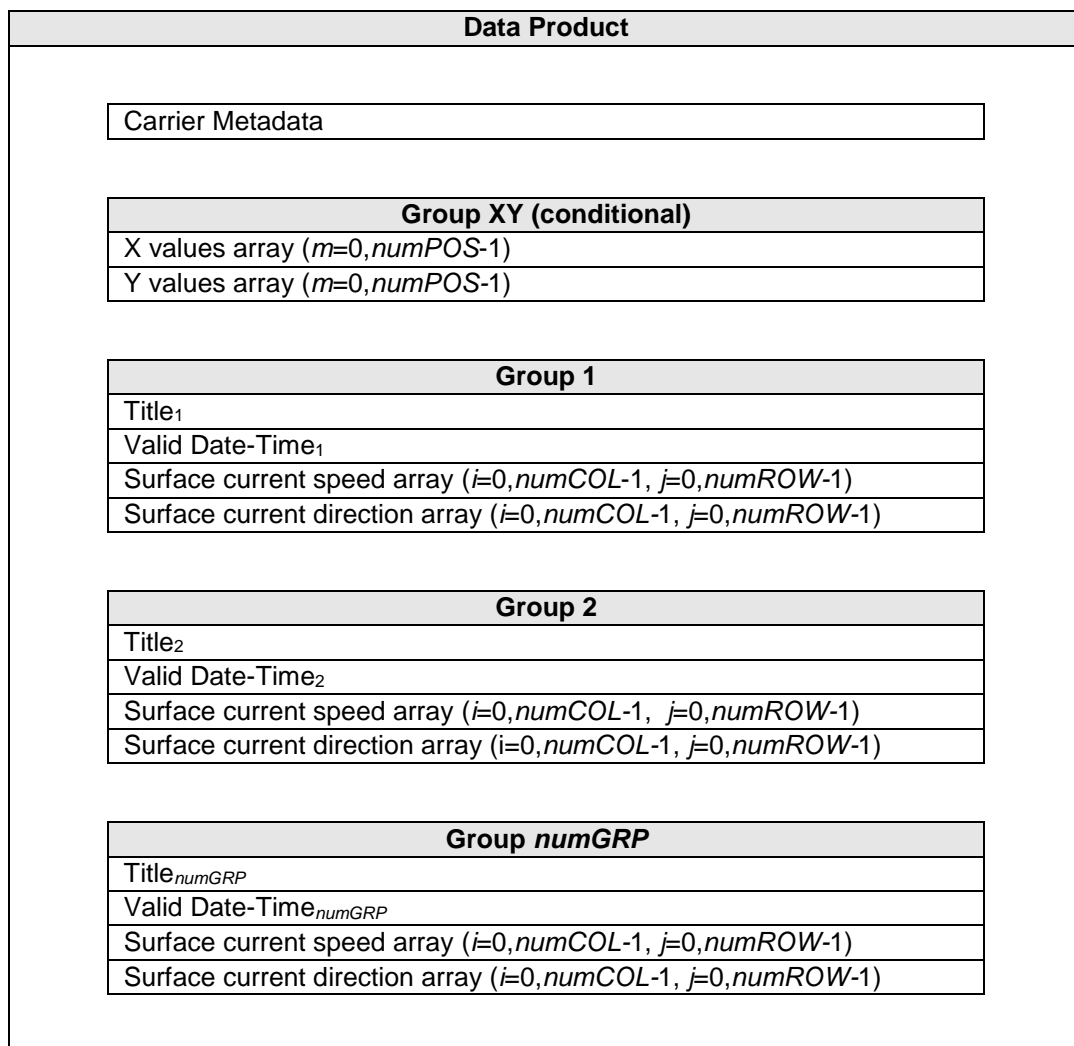 Data Product
Carrier Metadata
Group XY (conditional)
X values array (m=0,numPOS-1)
Y values array (m=0,numPOS-1)
Group 1
Title₁
Valid Date-Time₁
Surface current speed array (i=0,numCOL-1, j=0,numROW-1)
Surface current direction array (i=0,numCOL-1, j=0,numROW-1)
Group 2
Title₂
Valid Date-Time₂
Surface current speed array (i=0,numCOL-1,  j=0,numROW-1)
Surface current direction array (i=0,numCOL-1, j=0,numROW-1)
Group numGRP
Title numGRP
Valid Date-Time numGRP
Surface current speed array (i=0,numCOL-1, j=0,numROW-1)
Surface current direction array (i=0,numCOL-1, j=0,numROW-1)